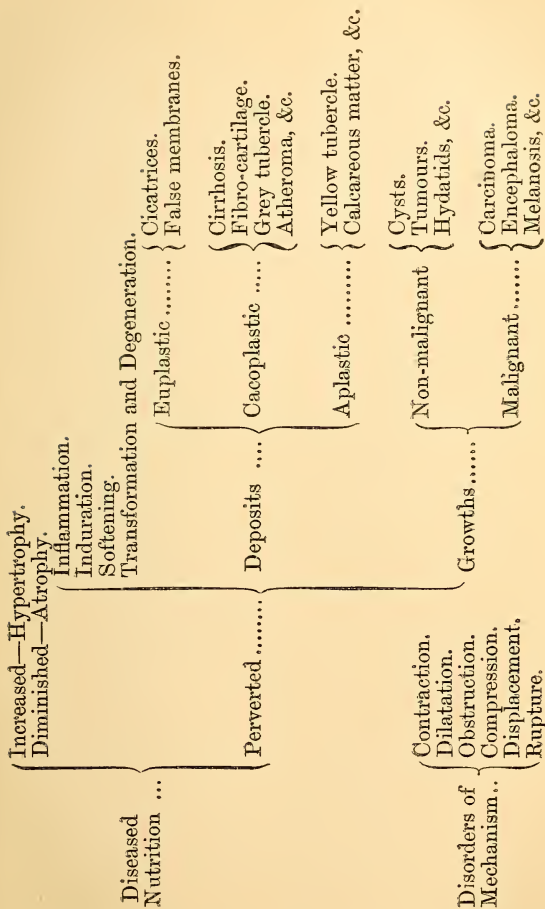 Increased—Hypertrophy.
Diminished—Atrophy.
Inflammation.
Induration.
Softening.
Transformation and Degeneration.
Diseased
Nutrition ...
Perverted ........
Deposits ....
Euplastic ........
Cicatrices.
False membranes.
Cacoplastic .....
Cirrhosis.
Fibro-cartilage.
Grey tubercle.
Atheroma, &c.
Aplastic .........
Yellow tubercle.
Calcareous matter, &c.
Growths......
Non-malignant
Cysts.
Tumours.
Hydatids, &c.
Malignant.......
Carcinoma.
Encephaloma.
Melanosis, &c.
Disorders of
Mechanism..
Contraction.
Dilatation.
Obstruction.
Compression.
Displacement.
Rupture.